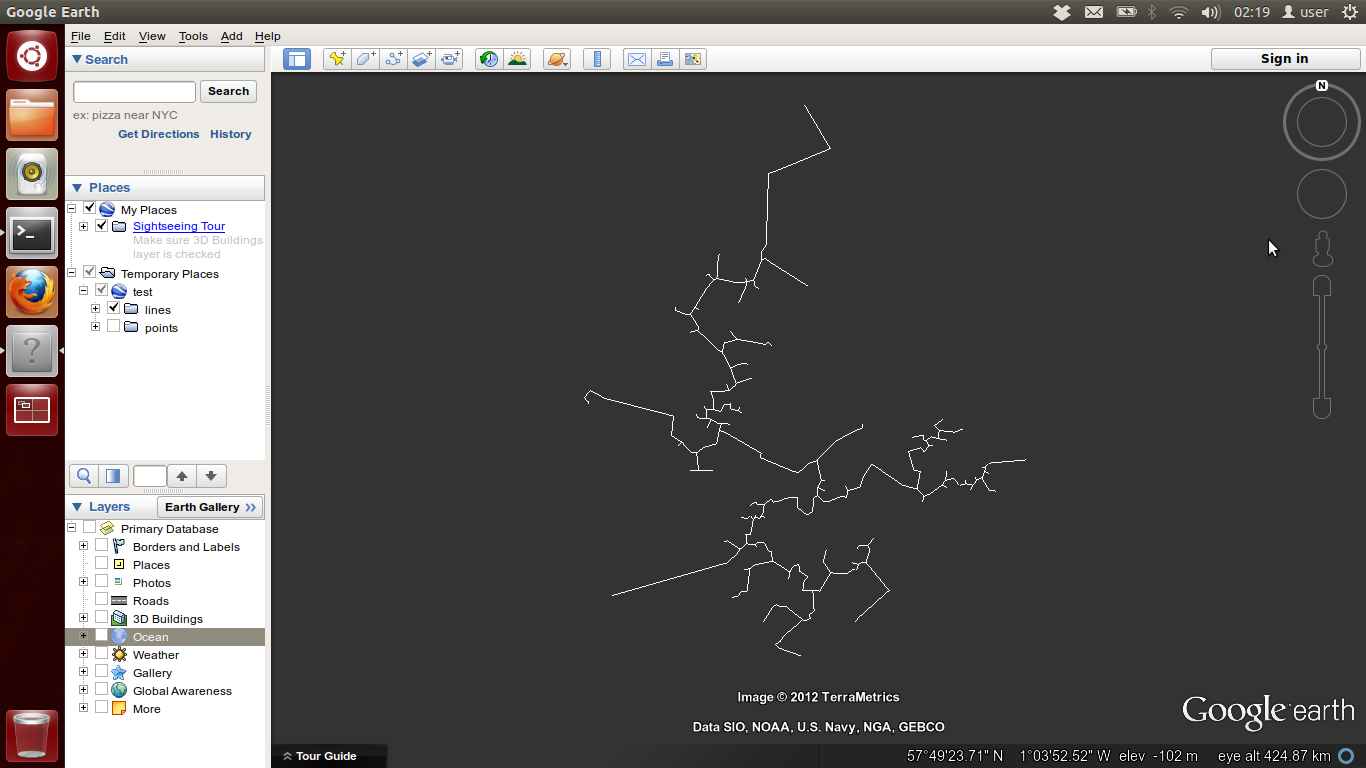 Google Earth
02:19 user
File Edit View Tools Add Help
Search
Search
ex: pizza near NYC
Get Directions History
Places
My Places
Sightseeing Tour
Make sure 3D Buildings
layer is checked
Temporary Places
test
lines
points
Layers
Earth Gallery
Primary Database
Borders and Labels
Places
Photos
Roads
3D Buildings
Ocean
Weather
Gallery
Global Awareness
More
Sign in
N
Image © 2012 TerraMetrics
Data SIO, NOAA, U.S. Navy, NGA, GEBCO
Google earth
Tour Guide
57°49'23.71" N 1°03'52.52" W elev -102 m eye alt 424.87 km